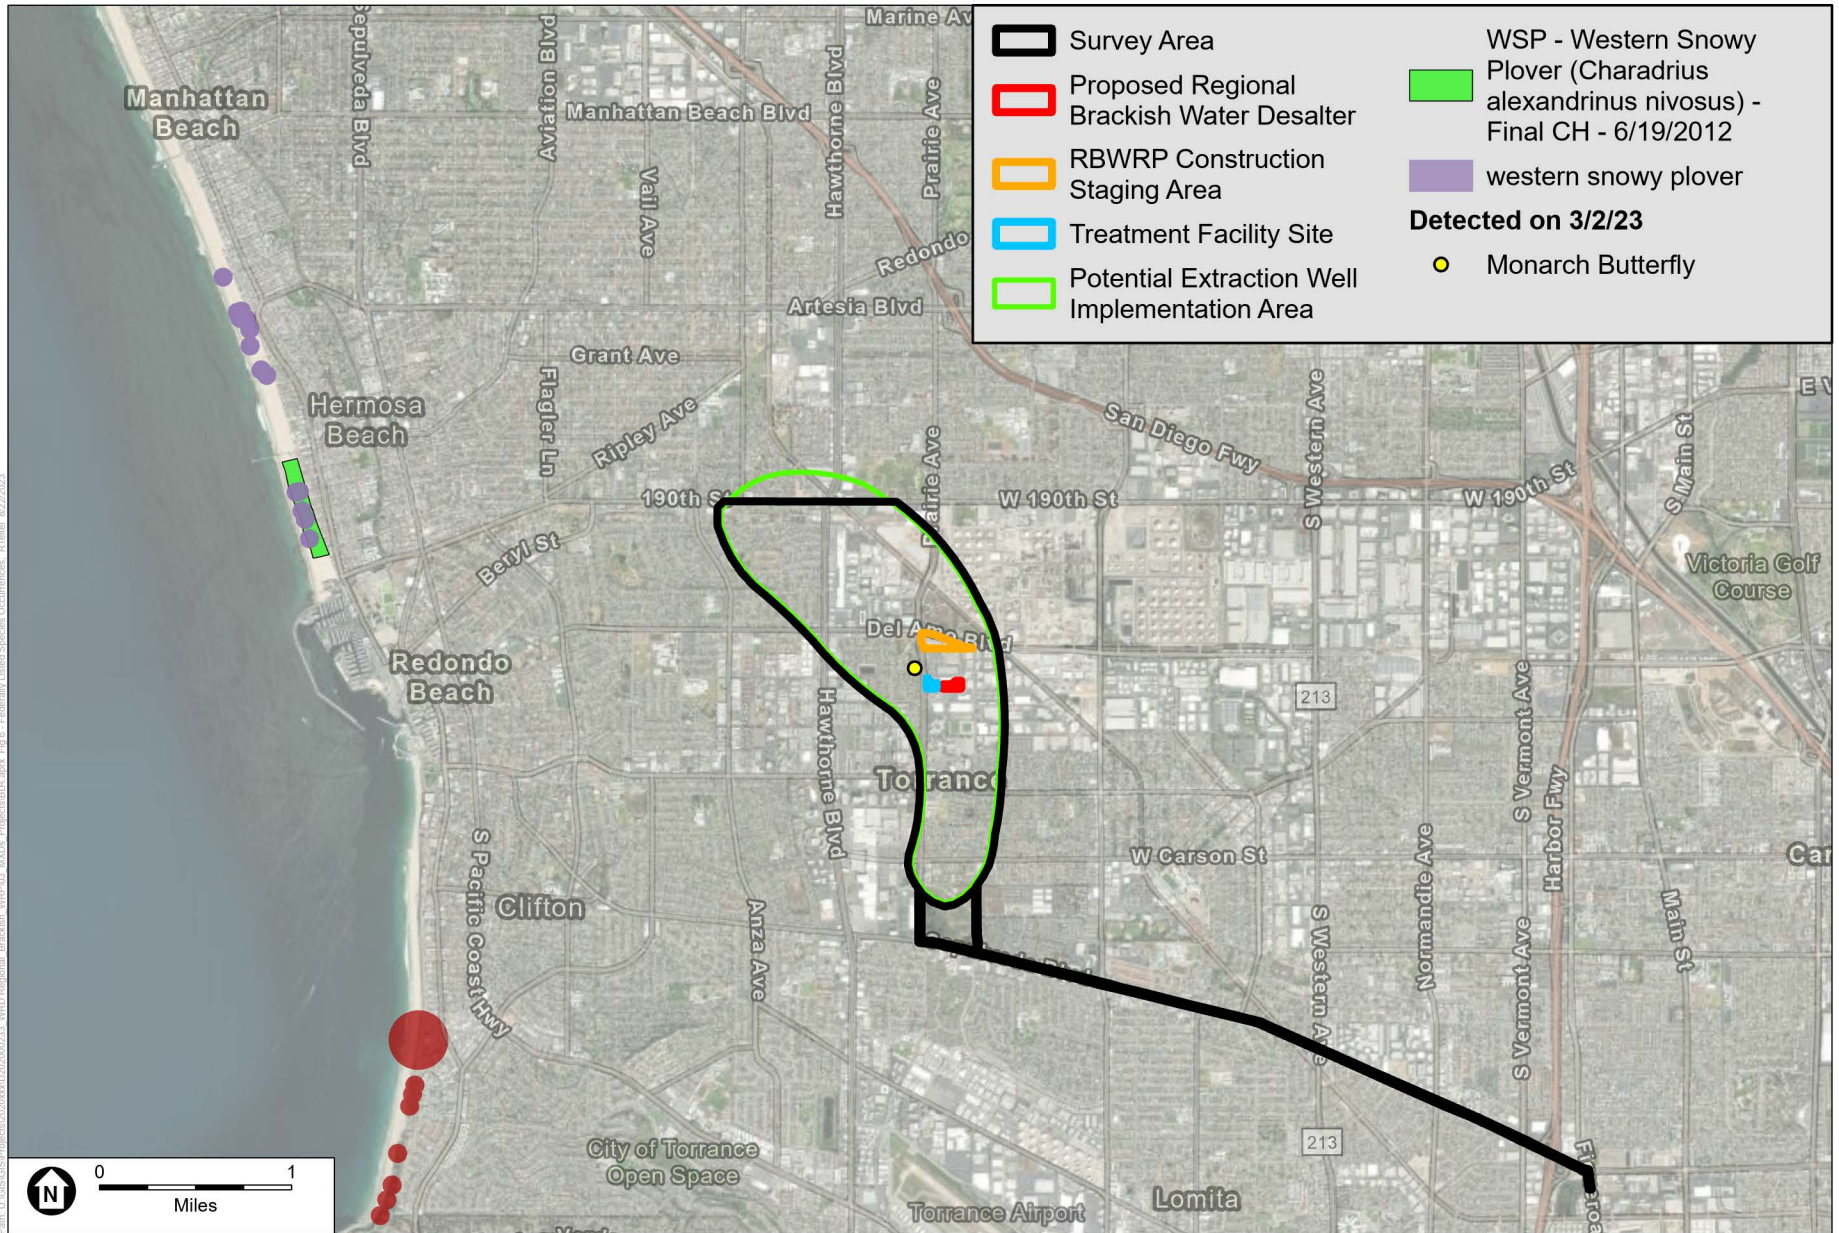 Survey Area
Proposed Regional
Brackish Water Desalter
RBWRP Construction
Staging Area
Treatment Facility Site
Potential Extraction Well
Implementation Area
WSP - Western Snowy
Plover (Charadrius
alexandrinus nivosus) -
Final CH - 6/19/2012
western snowy plover
Detected on 3/2/23
Monarch Butterfly
Marine Av
Manhattan
Beach
Sepulveda Blvd
Aviation Blvd
Manhattan Beach Blvd
Hawthorne Blvd
Prairie Ave
Vail Ave
Redondo
Artesia Blvd
Grant Ave
Flagler Ln
Ripley Ave
Hermosa
Beach
Prairie Ave
San Diego Fwy
S Western Ave
E V
S Main St
190th St
W 190th St
W 190th St
Beryl St
Victoria Golf
Course
Del Amo Blvd
Redondo
Beach
213
Hawthorne Blvd
Torrance
S Vermont Ave
Harbor Fwy
W Carson St
Car
S Pacific Coast Hwy
Clifton
Anza Ave
Normandie Ave
Main St
S Western Ave
S Vermont Ave
213
City of Torrance
Open Space
Torrance Airport
Lomita
N
0 1
Miles